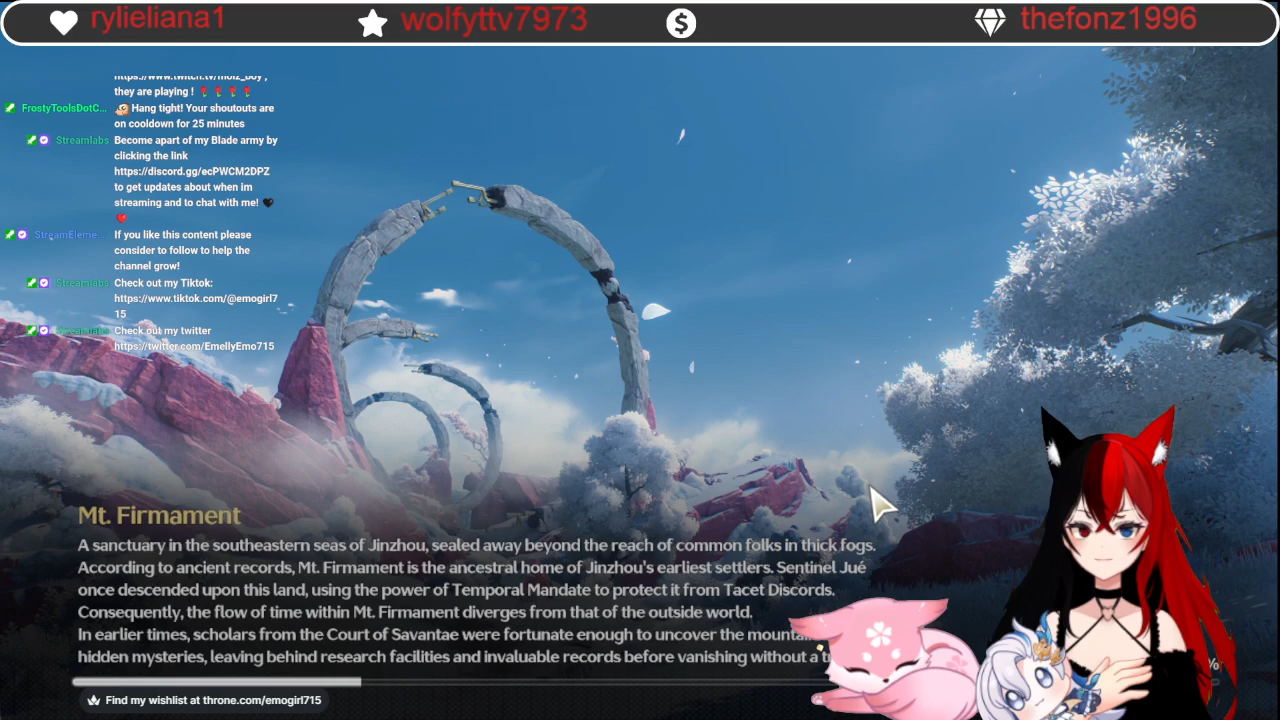 rylieliana1
wolfyttv7973
thefonz1996
they are playing !
FrostyToolsDotC... Hang tight! Your shoutouts are
on cooldown for 25 minutes
Streamlabs Become apart of my Blade army by
clicking the link
https://discord.gg/ecPWCM2DPZ
to get updates about when im
streaming and to chat with me!
StreamEleme... If you like this content please
consider to follow to help the
channel grow!
Streamlabs Check out my Tiktok:
https://www.tiktok.com/@emogirl7
15
Streamlabs Check out my twitter
https://twitter.com/EmellyEmo715
Mt. Firmament
A sanctuary in the southeastern seas of Jinzhou, sealed away beyond the reach of common folks in thick fogs.
According to ancient records, Mt. Firmament is the ancestral home of Jinzhou's earliest settlers. Sentinel Jué
once descended upon this land, using the power of Temporal Mandate to protect it from Tacet Discords.
Consequently, the flow of time within Mt. Firmament diverges from that of the outside world.
In earlier times, scholars from the Court of Savantae were fortunate enough to uncover the
hidden mysteries, leaving behind research facilities and invaluable records before vanishing without a
%
Find my wishlist at throne.com/emogirl715